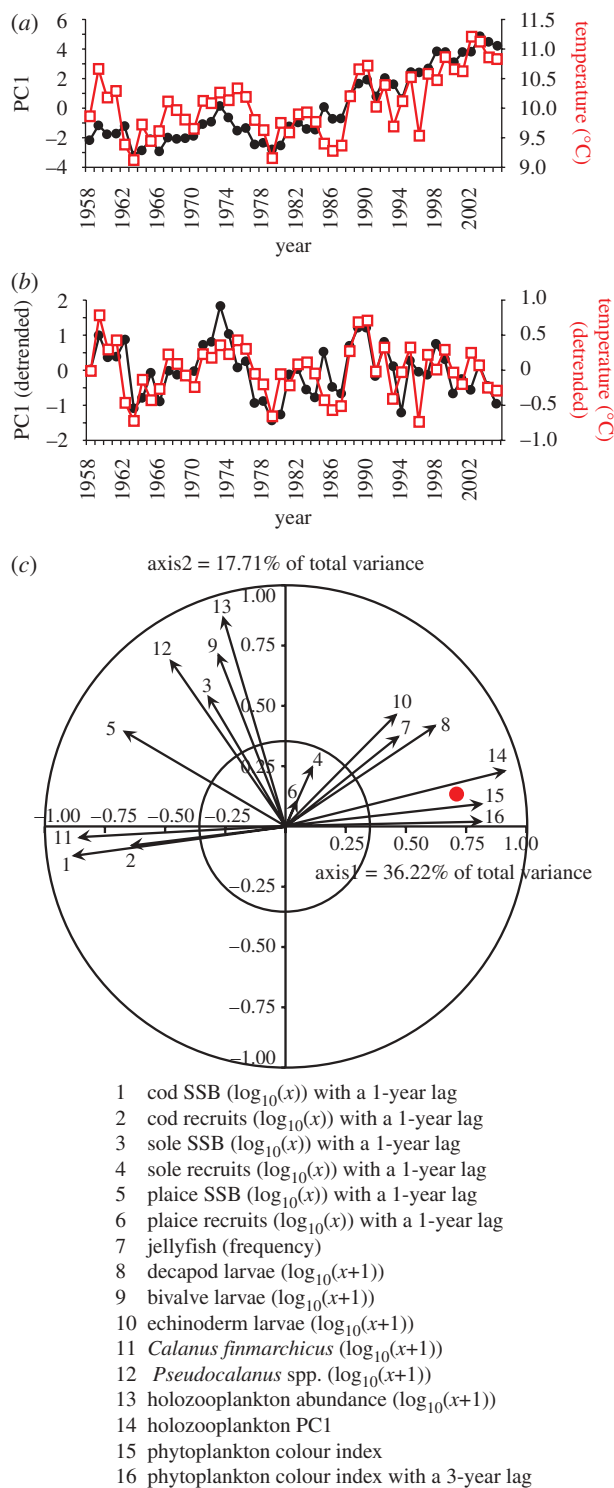 (a)
6
4
2
0
−2
−4
PC1
11.5
11.0
10.5
10.0
9.5
9.0
temperature (°C)
1958
1962
1966
1970
1974
1978
1982
1986
1990
1994
1998
2002
year
(b)
2
1
0
−1
−2
PC1 (detrended)
1.0
0.5
0
−0.5
−1.0
temperature (°C)
(detrended)
1958
1962
1966
1970
1974
1978
1982
1986
1990
1994
1998
2002
year
(c)
axis2 = 17.71% of total variance
1.00
13
0.75
12
9
0.50
3
10
5
7
8
4
0.25
14
6
15
−1.00 −0.75 −0.50 −0.25
16
11
0.25 0.50 0.75 1.00
1
2
axis1 = 36.22% of total variance
−0.25
−0.50
−0.75
−1.00
1 cod SSB (log10(x)) with a 1-year lag
2 cod recruits (log10(x)) with a 1-year lag
3 sole SSB (log10(x)) with a 1-year lag
4 sole recruits (log10(x)) with a 1-year lag
5 plaice SSB (log10(x)) with a 1-year lag
6 plaice recruits (log10(x)) with a 1-year lag
7 jellyfish (frequency)
8 decapod larvae (log10(x+1))
9 bivalve larvae (log10(x+1))
10 echinoderm larvae (log10(x+1))
11 Calanus finmarchicus (log10(x+1))
12 Pseudocalanus spp. (log10(x+1))
13 holozooplankton abundance (log10(x+1))
14 holozooplankton PC1
15 phytoplankton colour index
16 phytoplankton colour index with a 3-year lag